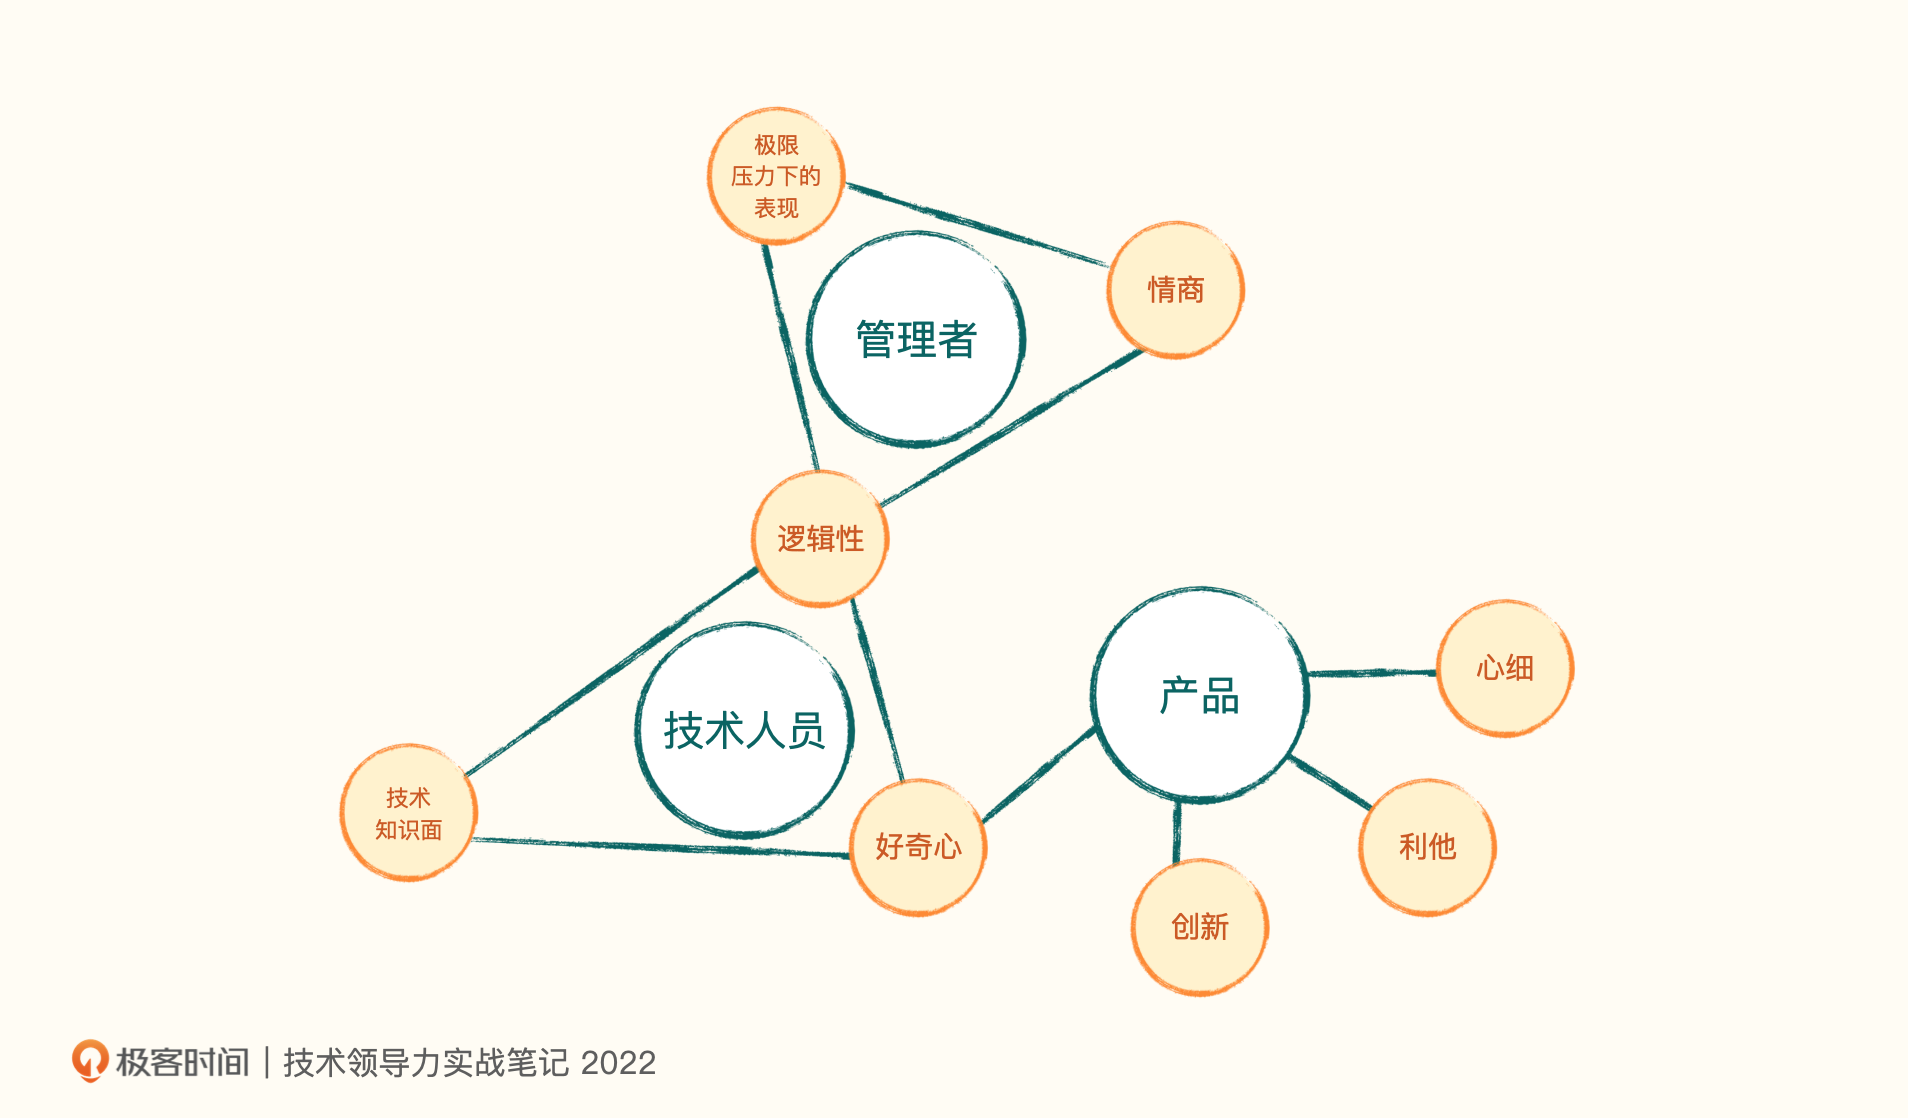 极限
压力下的
表现
情商
管理者
逻辑性
心细
产品
技术人员
技术
知识面
好奇心
利他
创新
极客时间 | 技术领导力实战笔记 2022